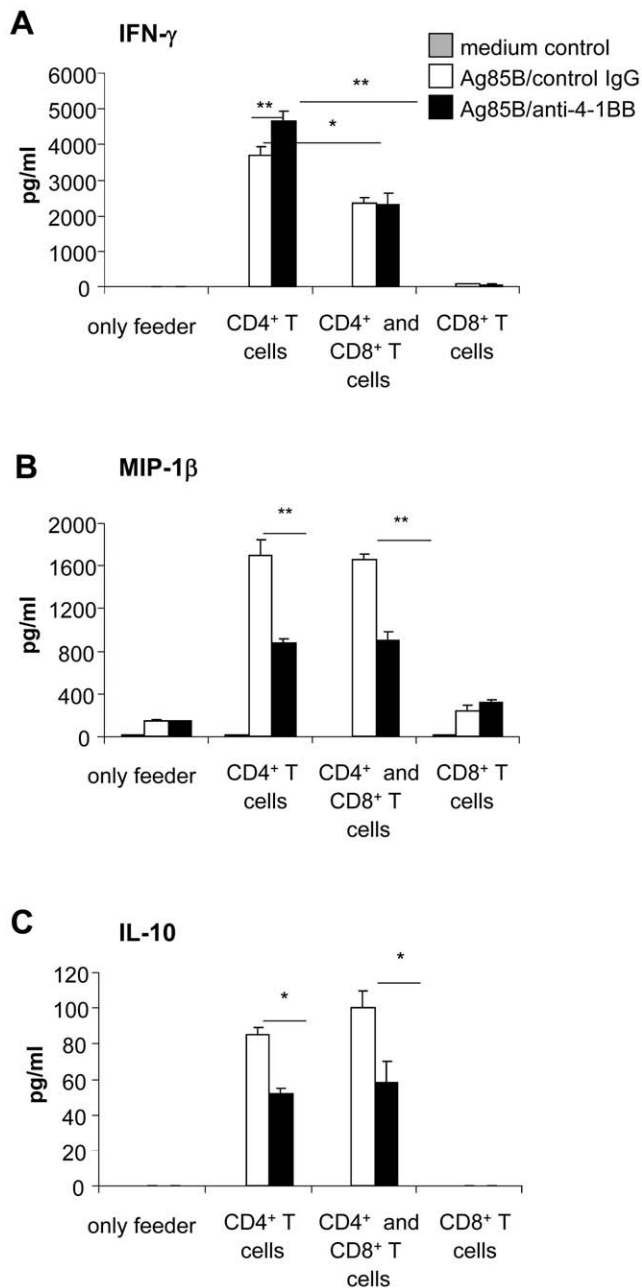 A
IFN-γ
medium control
Ag85B/control IgG
Ag85B/anti-4-1BB
6000
5000
4000
3000
2000
1000
0
pg/ml
**
**
*
only feeder
CD4⁺ T
cells
CD4⁺ and
CD8⁺ T
cells
CD8⁺ T
cells
B
MIP-1β
2000
1600
1200
800
400
0
pg/ml
**
**
only feeder
CD4⁺ T
cells
CD4⁺ and
CD8⁺ T
cells
CD8⁺ T
cells
C
IL-10
120
100
80
60
40
20
0
pg/ml
*
*
only feeder
CD4⁺ T
cells
CD4⁺ and
CD8⁺ T
cells
CD8⁺ T
cells